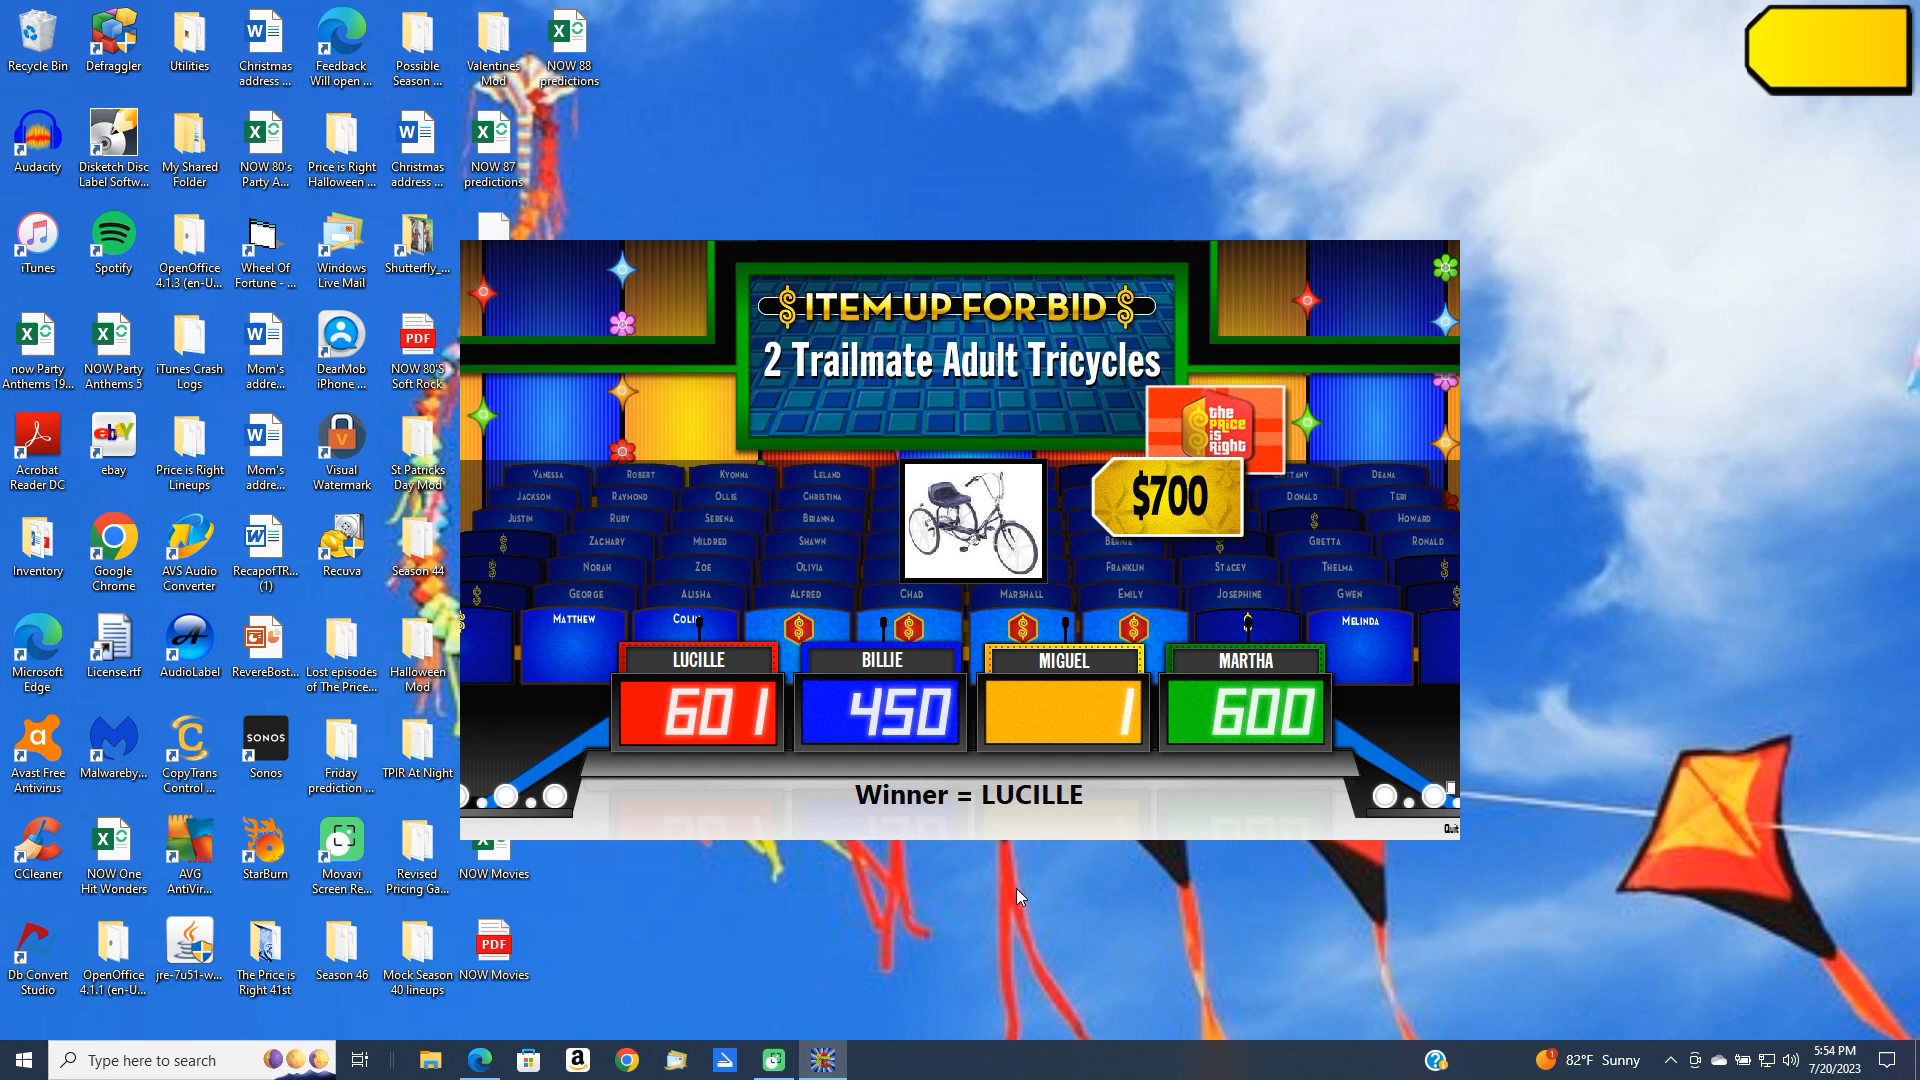 Recycle Bin
Defraggler
Utilities
Christmas
address ...
Feedback
Will open ...
Possible
Season ...
Valentines
Mod
NOW 88
predictions
Audacity
Disketch Disc
Label Softw...
My Shared
Folder
NOW 80's
Party A...
Price is Right
Halloween ...
Christmas
address ...
NOW 87
predictions
iTunes
Spotify
OpenOffice
4.1.3 (en-U...
Wheel Of
Fortune - ...
Windows
Live Mail
Shutterfly_...
now Party
Anthems 19...
NOW Party
Anthems 5
iTunes Crash
Logs
Mom's
addre...
DearMob
iPhone ...
PDF
NOW 80'S
Soft Rock
Acrobat
Reader DC
ebay
ebay
Price is Right
Lineups
Mom's
addre...
Visual
Watermark
St Patricks
Day Mod
Inventory
Google
Chrome
AVS Audio
Converter
RecapofTR...
(1)
Recuva
Season 44
Microsoft
Edge
License.rtf
AudioLabel
RevereBost...
Lost episodes
of The Price...
Halloween
Mod
Avast Free
Antivirus
Malwareby...
CopyTrans
Control ...
SONOS
Sonos
Friday
prediction ...
TPIR At Night
CCleaner
NOW One
Hit Wonders
AVG
AntiVir...
StarBurn
Movavi
Screen Re...
Revised
Pricing Ga...
NOW Movies
Db Convert
Studio
OpenOffice
4.1.1 (en-U...
jre-7u51-w...
The Price is
Right 41st
Season 46
Mock Season
40 lineups
PDF
NOW Movies
$ ITEM UP FOR BID $
2 Trailmate Adult Tricycles
the
PRICE
is
Right
$700
VANESSA ROBERT KYONNA LELAND DEANA
JACKSON RAYMOND OLLIE CHRISTINA DONALD TERI
JUSTIN RUBY SERENA BRIANNA HOWARD
ZACHARY MILDRED SHAWN BERNIE GRETTA RONALD
NORAH ZOE OLIVIA FRANKLIN STACEY THELMA
GEORGE ALISHA ALFRED CHAD MARSHALL EMILY JOSEPHINE GWEN
MATTHEW COLIN MELINDA
LUCILLE BILLIE MIGUEL MARTHA
601 450 1 600
Winner = LUCILLE
Quit
Type here to search
82°F Sunny
5:54 PM
7/20/2023